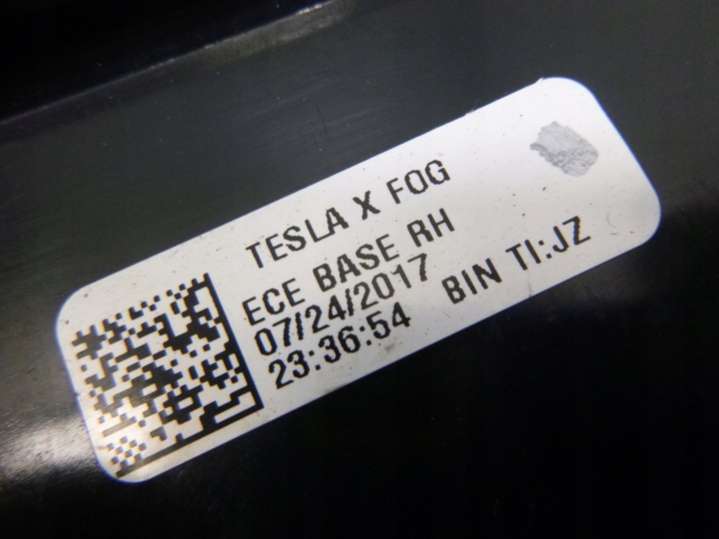 TESLA X FOG
ECE BASE RH
07/24/2017
23:36:54 BIN TI:JZ